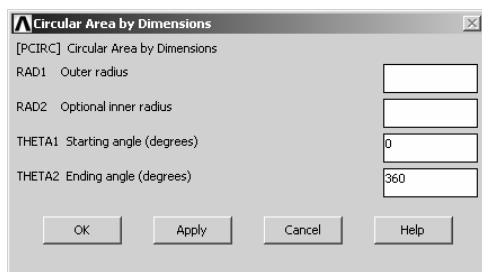 Circular Area by Dimensions
[PCIRC] Circular Area by Dimensions
RAD1 Outer radius
RAD2 Optional inner radius
THETA1 Starting angle (degrees) 0
THETA2 Ending angle (degrees) 360
OK Apply Cancel Help